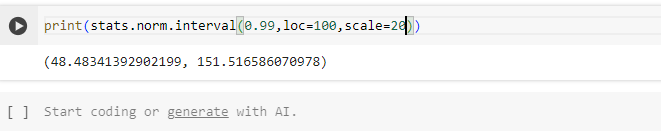 print(stats.norm.interval(0.99,loc=100,scale=20))
(48.48341392902199, 151.516586070978)
[ ] Start coding or generate with AI.